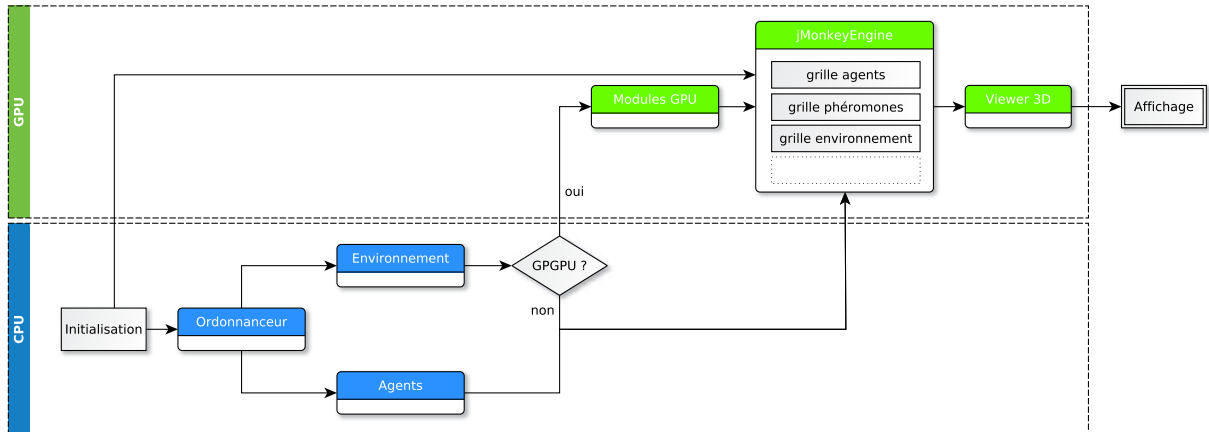 GPU
jMonkeyEngine
grille agents
Modules GPU
grille phéromones
Viewer 3D
Affichage
grille environnement
oui
CPU
Environnement
GPGPU ?
non
Initialisation
Ordonnanceur
Agents